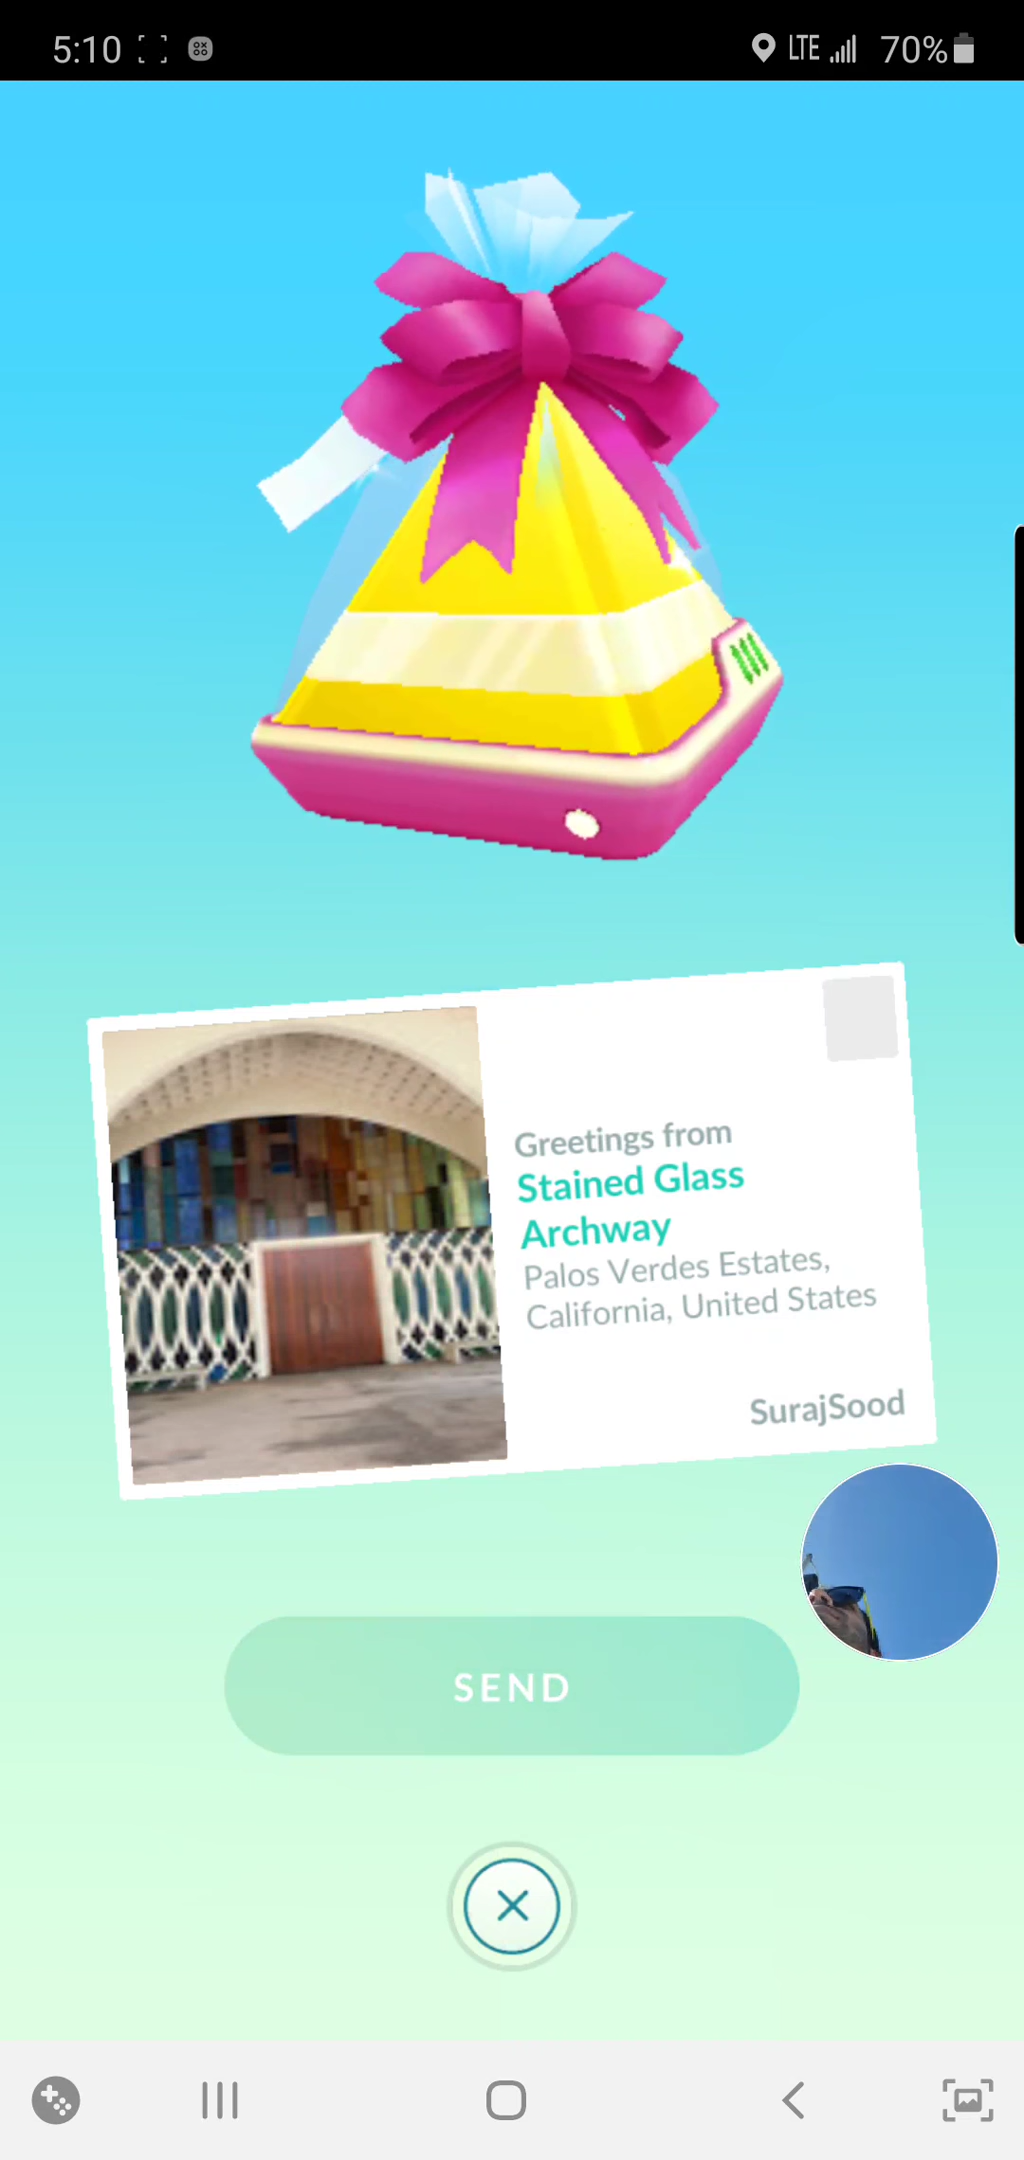 5:10 LTE 70%
Greetings from
Stained Glass
Archway
Palos Verdes Estates,
California, United States
SurajSood
SEND